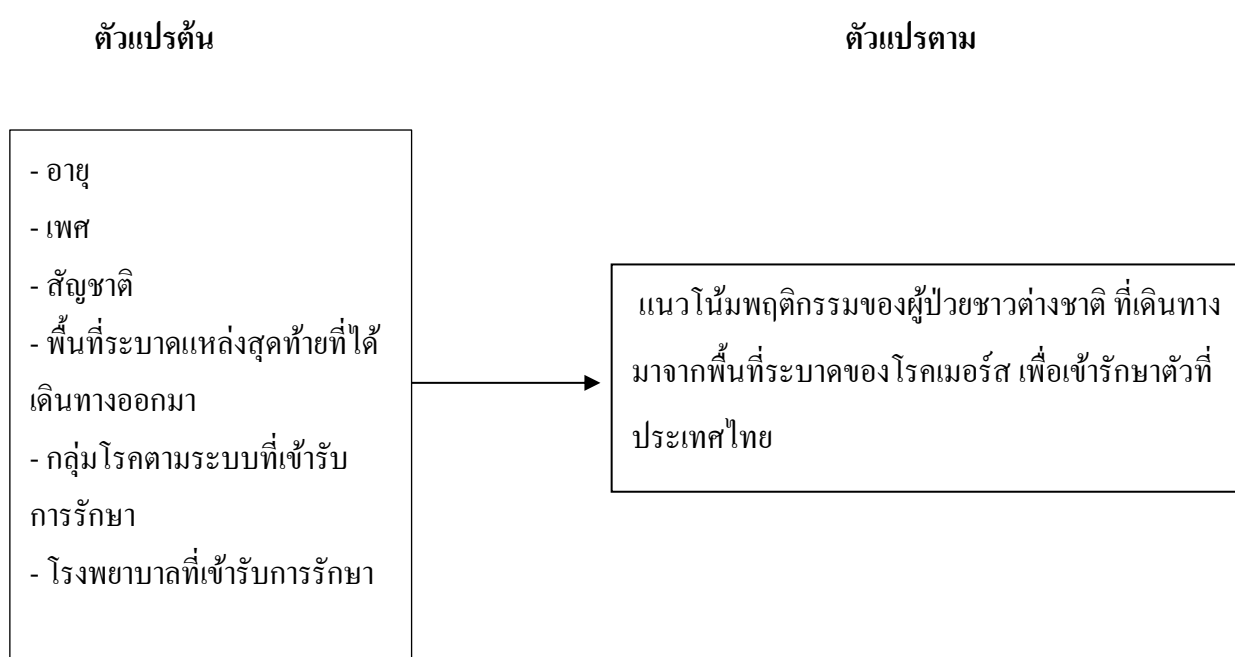 ตัวแปรต้น
ตัวแปรตาม
- อายุ
- เพศ
- สัญชาติ
- พื้นที่ระบาดแหล่งสุดท้ายที่ได้
เดินทางออกมา
- กลุ่มโรคตามระบบที่เข้ารับ
การรักษา
- โรงพยาบาลที่เข้ารับการรักษา
แนวโน้มพฤติกรรมของผู้ป่วยชาวต่างชาติ ที่เดินทาง
มาจากพื้นที่ระบาดของโรคเมอร์ส เพื่อเข้ารักษาตัวที่
ประเทศไทย